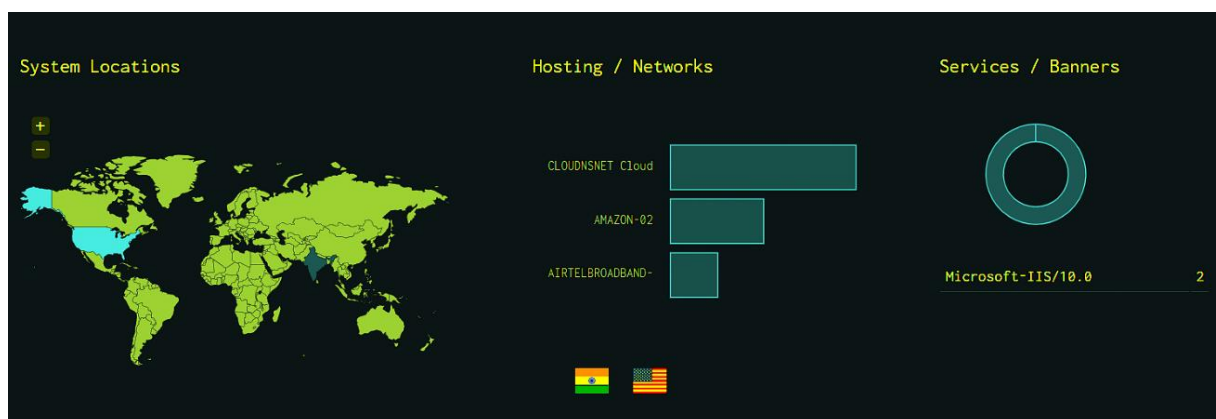 System Locations
Hosting / Networks
Services / Banners
+
−
CLOUDNSNET Cloud
AMAZON-02
AIRTELBROADBAND-
Microsoft-IIS/10.0 2